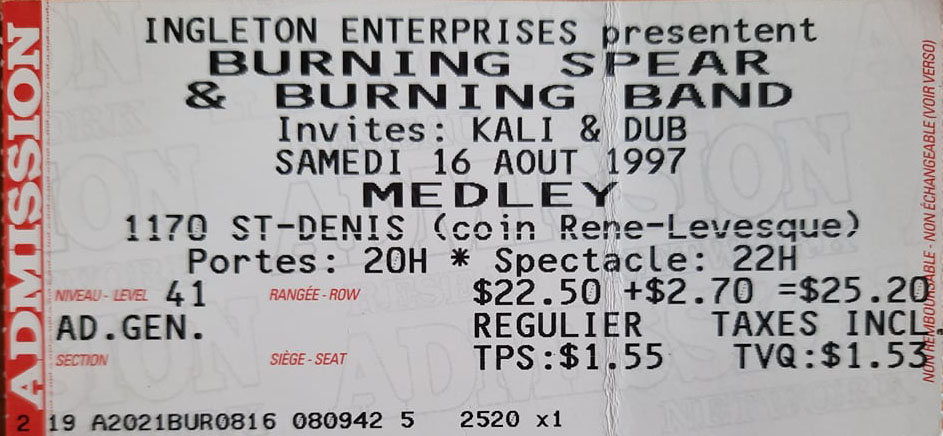 ADMISSION
INGLETON ENTERPRISES presentent
BURNING SPEAR
& BURNING BAND
Invites: KALI & DUB
SAMEDI 16 AOUT 1997
MEDLEY
1170 ST-DENIS (coin Rene-Levesque)
Portes: 20H * Spectacle: 22H
NIVEAU - LEVEL 41 RANGÉE - ROW $22.50 +$2.70 =$25.20
AD.GEN. REGULIER TAXES INCL.
SECTION SIÈGE - SEAT TPS:$1.55 TVQ:$1.53
2 19 A2021BUR0816 080942 5 2520 x1
NON REMBOURSABLE - NON ÉCHANGEABLE (VOIR VERSO)